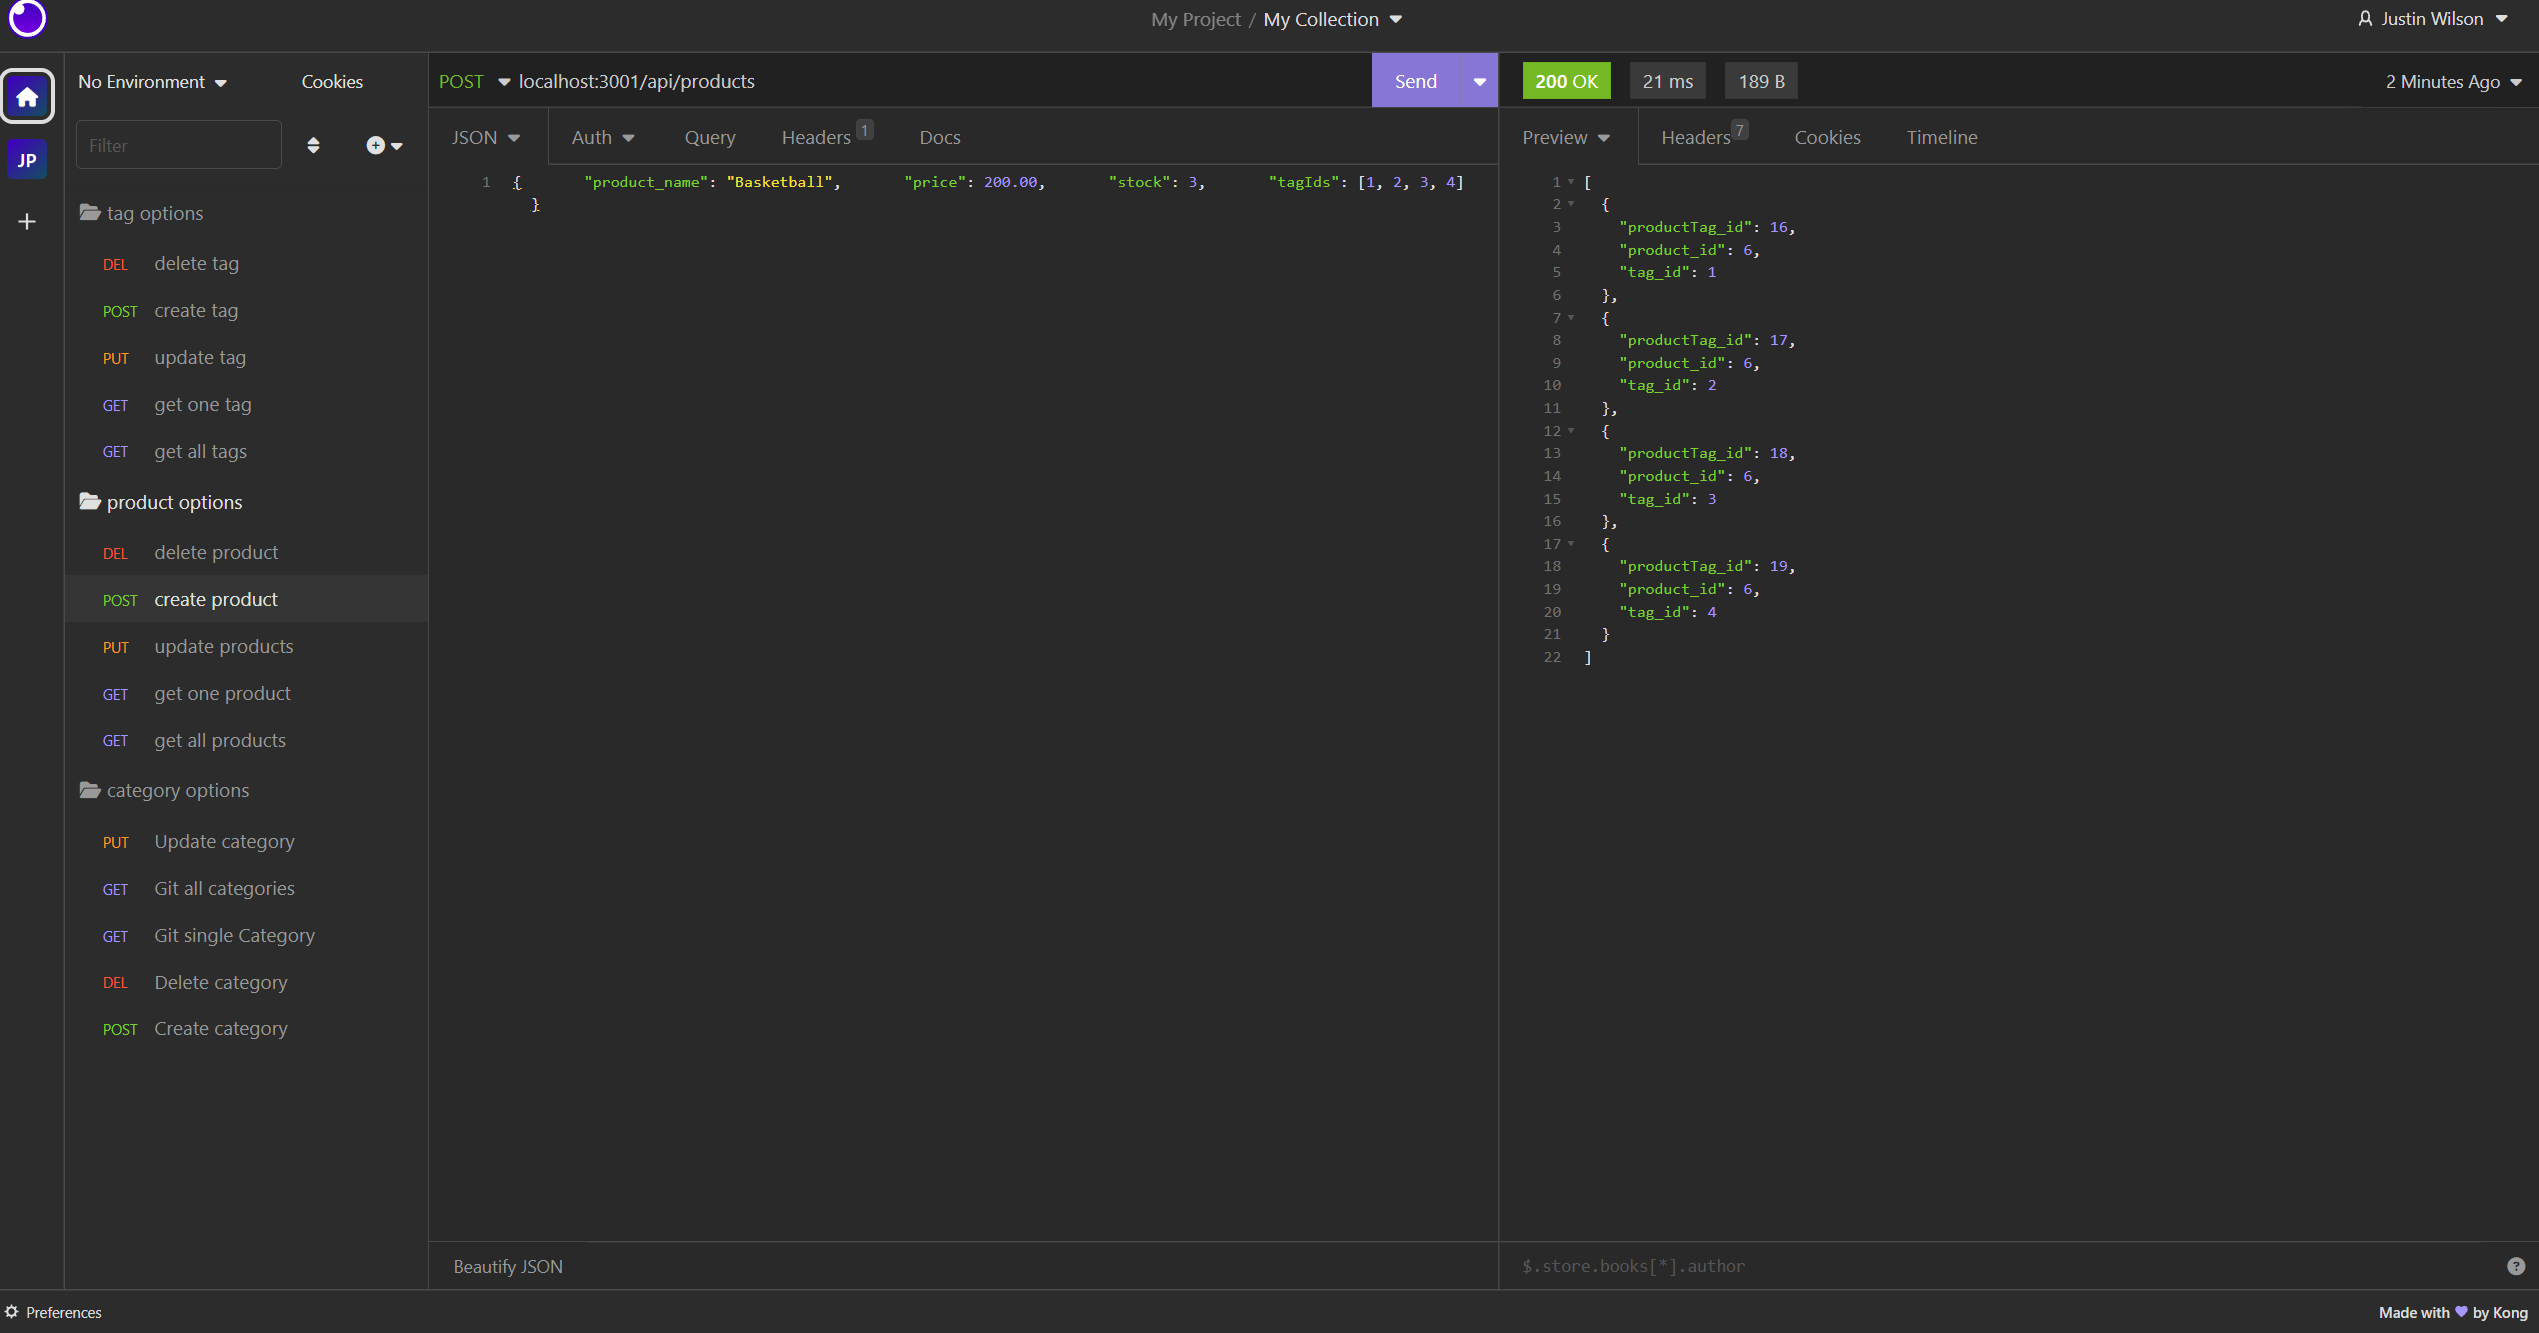 My Project / My Collection
Justin Wilson
No Environment
Cookies
POST localhost:3001/api/products
Send
200 OK
21 ms
189 B
2 Minutes Ago
JP
Filter
JSON
Auth
Query
Headers 1
Docs
Preview
Headers 7
Cookies
Timeline
tag options
DEL delete tag
POST create tag
PUT update tag
GET get one tag
GET get all tags
product options
DEL delete product
POST create product
PUT update products
GET get one product
GET get all products
category options
PUT Update category
GET Git all categories
GET Git single Category
DEL Delete category
POST Create category
1 { "product_name": "Basketball", "price": 200.00, "stock": 3, "tagIds": [1, 2, 3, 4]
}
1 [
2 {
3 "productTag_id": 16,
4 "product_id": 6,
5 "tag_id": 1
6 },
7 {
8 "productTag_id": 17,
9 "product_id": 6,
10 "tag_id": 2
11 },
12 {
13 "productTag_id": 18,
14 "product_id": 6,
15 "tag_id": 3
16 },
17 {
18 "productTag_id": 19,
19 "product_id": 6,
20 "tag_id": 4
21 }
22 ]
Beautify JSON
$.store.books[*].author
?
Preferences
Made with 💜 by Kong